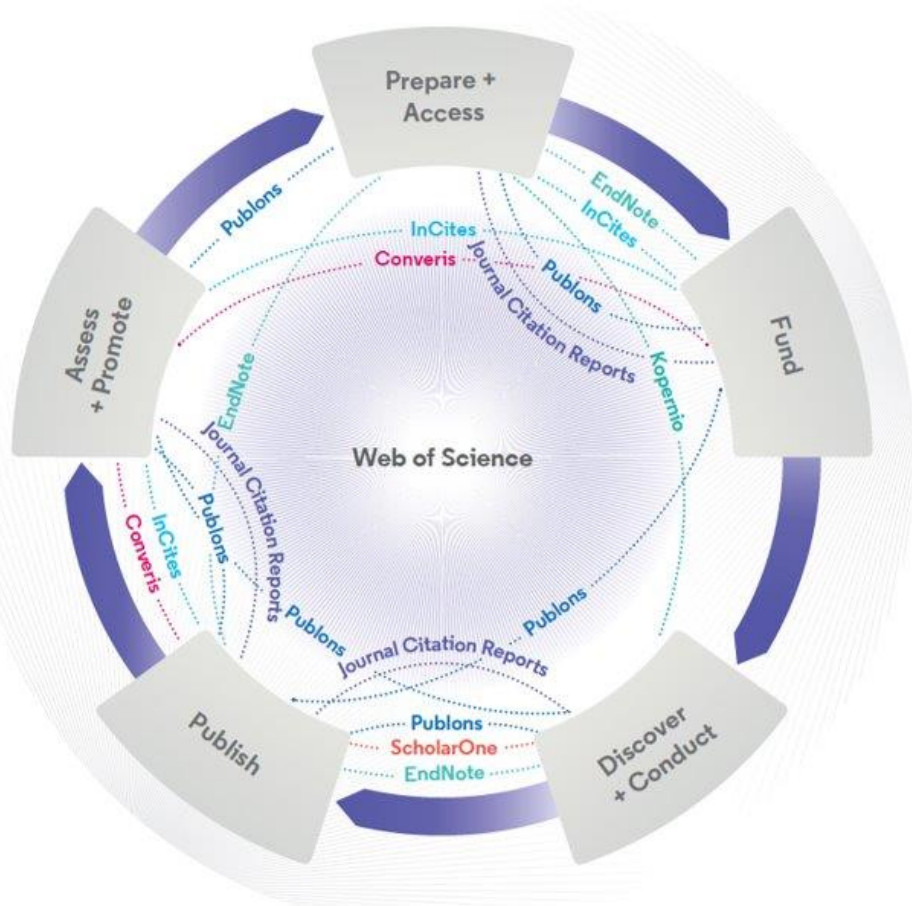 Prepare +
Access
EndNote
InCites
Publons
InCites
Converis
Journal Citation Reports
Publons
Kopernio
Fund
Assess
+ Promote
EndNote
Web of Science
Journal Citation Reports
Publons
InCites
Converis
Publons
Publons
Journal Citation Reports
Publons
ScholarOne
EndNote
Publish
Discover
+ Conduct